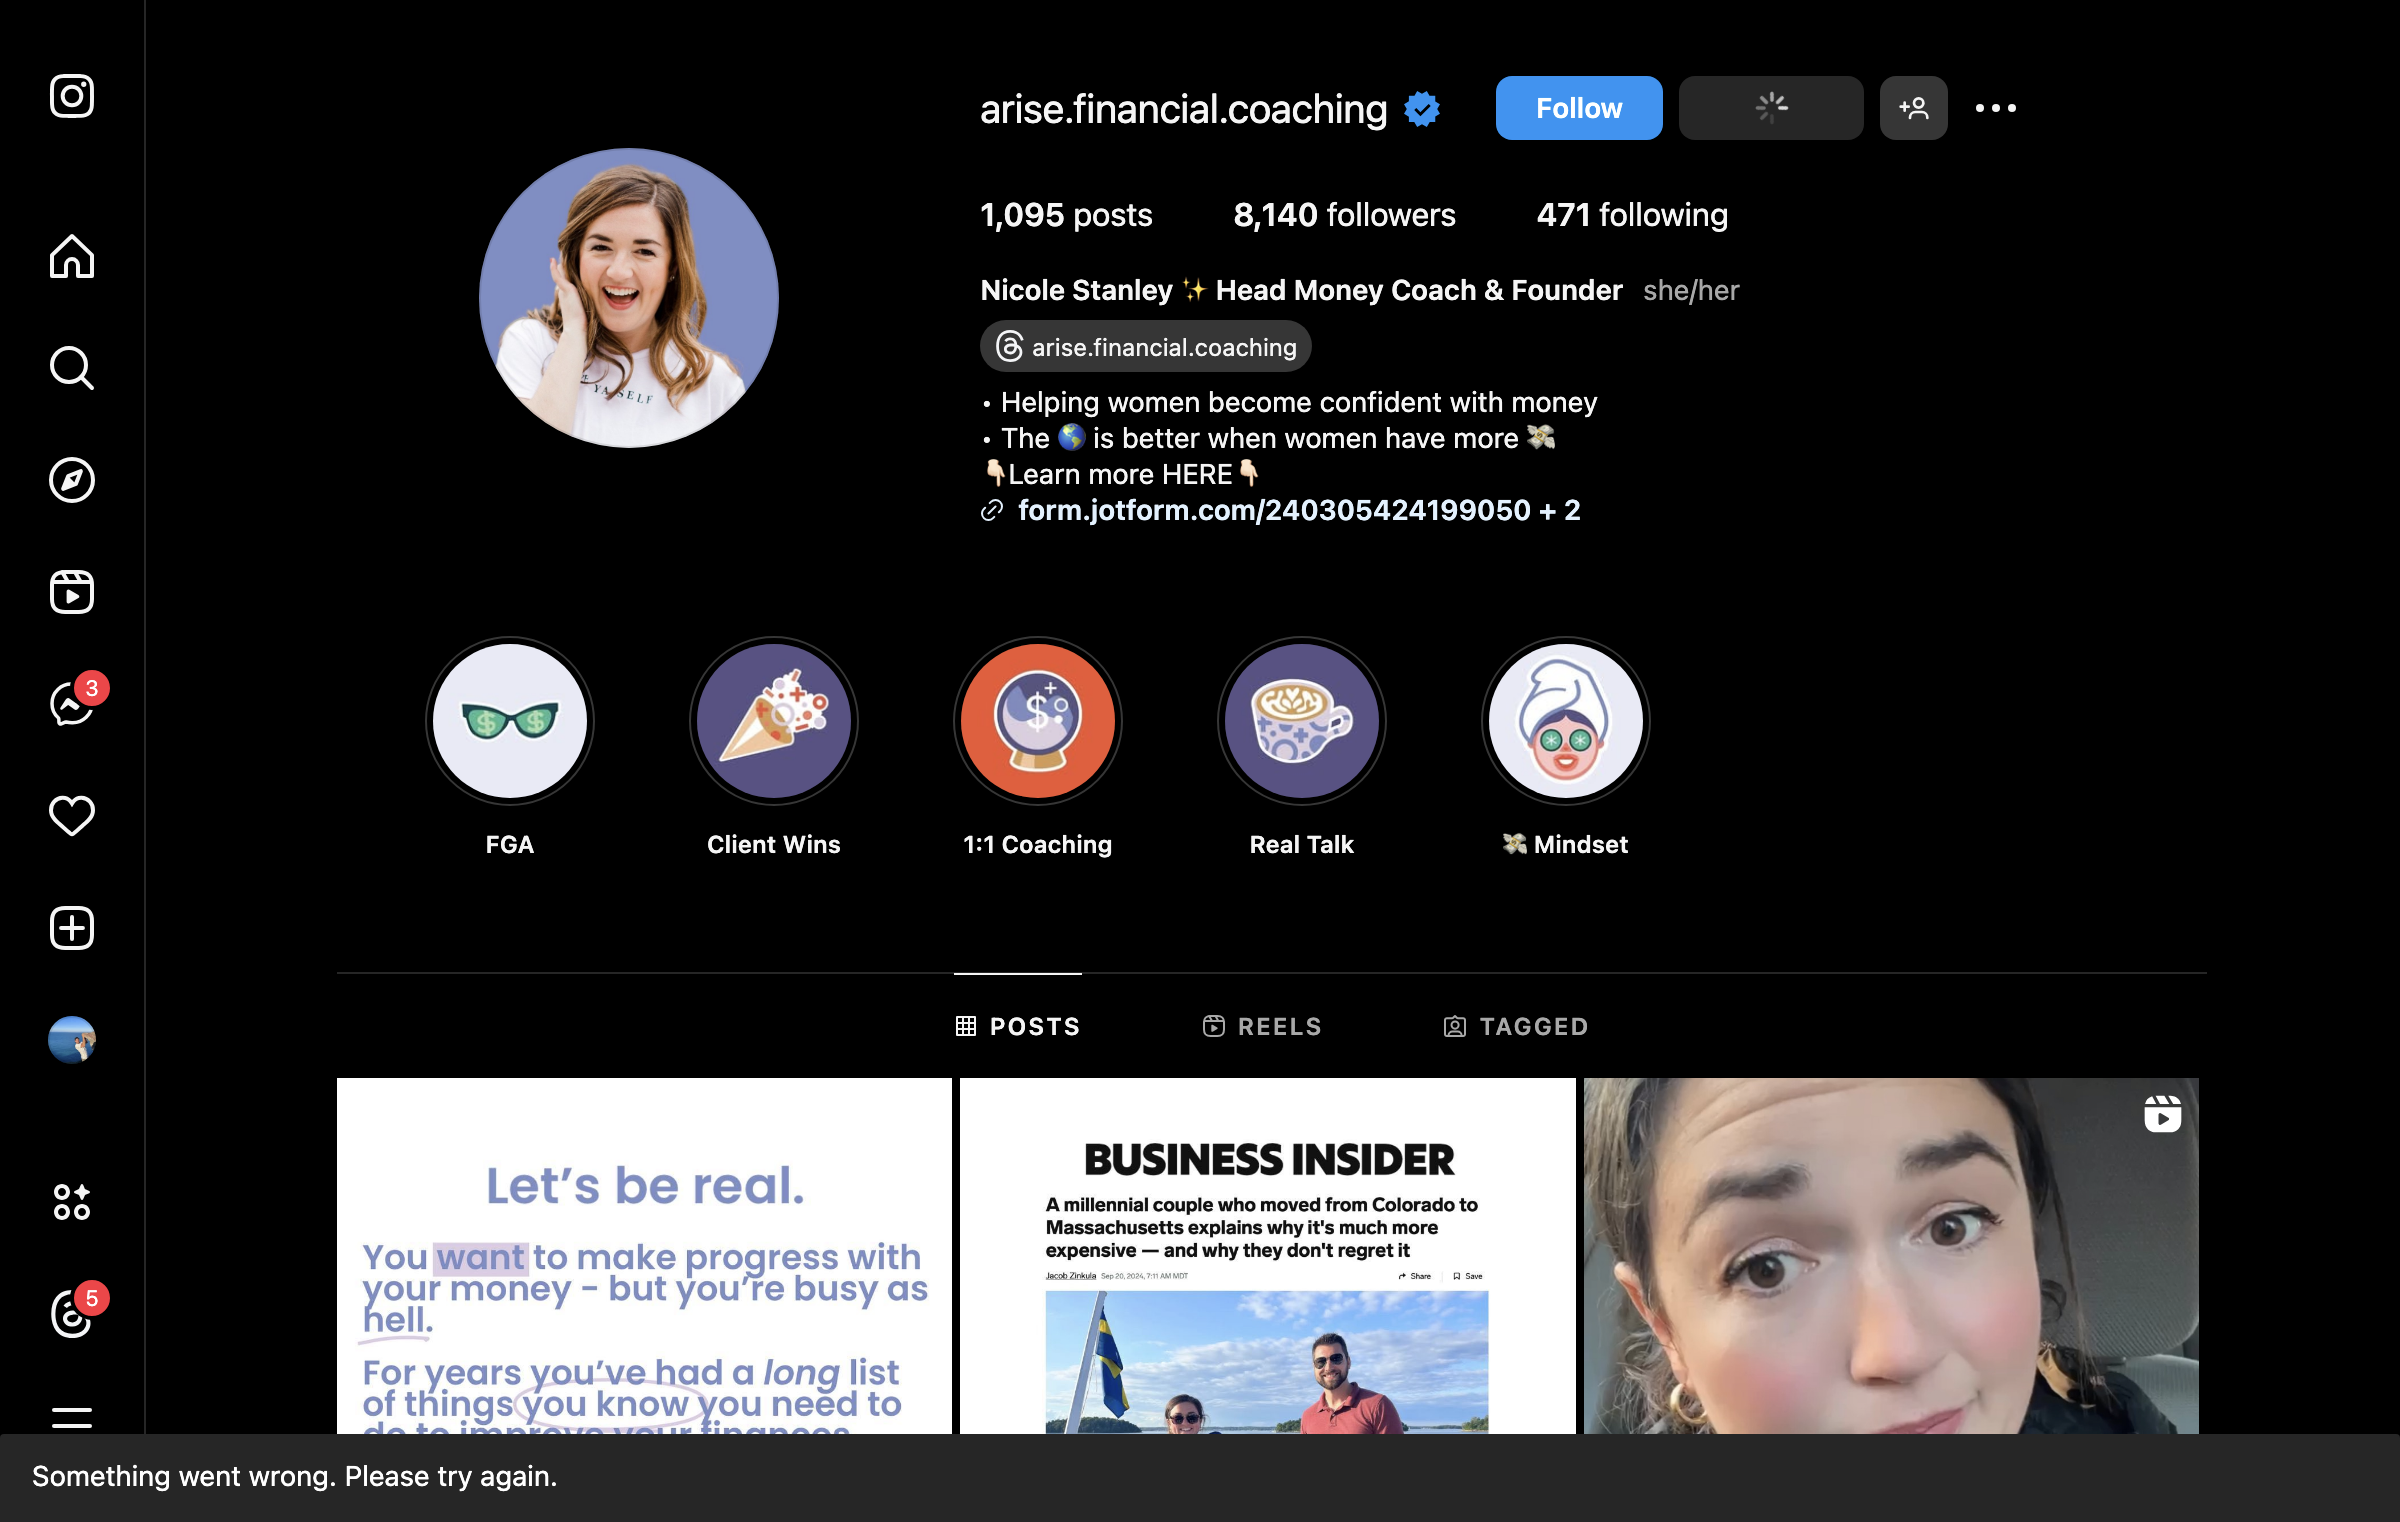 arise.financial.coaching
Follow
1,095 posts
8,140 followers
471 following
Nicole Stanley ✨ Head Money Coach & Founder she/her
arise.financial.coaching
• Helping women become confident with money
• The 🌎 is better when women have more 💸
👇🏻Learn more HERE👇🏻
form.jotform.com/240305424199050 + 2
3
FGA
Client Wins
1:1 Coaching
Real Talk
💸 Mindset
POSTS
REELS
TAGGED
Let's be real.
You want to make progress with
your money - but you're busy as
hell.
For years you've had a long list
of things you know you need to
do to improve your finances
BUSINESS INSIDER
A millennial couple who moved from Colorado to
Massachusetts explains why it's much more
expensive — and why they don't regret it
Jacob Zinkula Sep 20, 2024, 7:11 AM MDT
Share
Save
5
Something went wrong. Please try again.